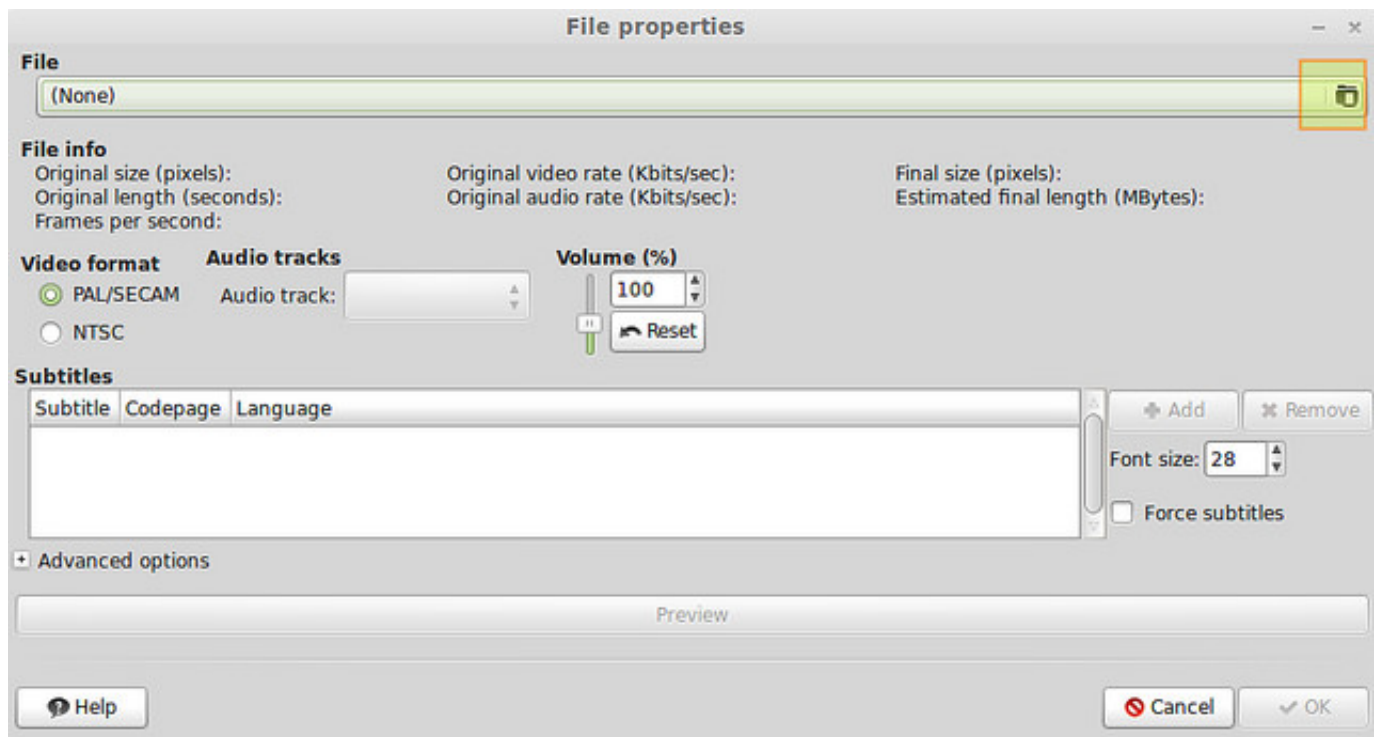 File properties
File
(None)
File info
Original size (pixels): Original video rate (Kbits/sec): Final size (pixels):
Original length (seconds): Original audio rate (Kbits/sec): Estimated final length (MBytes):
Frames per second:
Video format Audio tracks Volume (%)
PAL/SECAM Audio track: 100
NTSC Reset
Subtitles
Subtitle Codepage Language Add Remove
Font size: 28
Force subtitles
Advanced options
Preview
Help Cancel OK